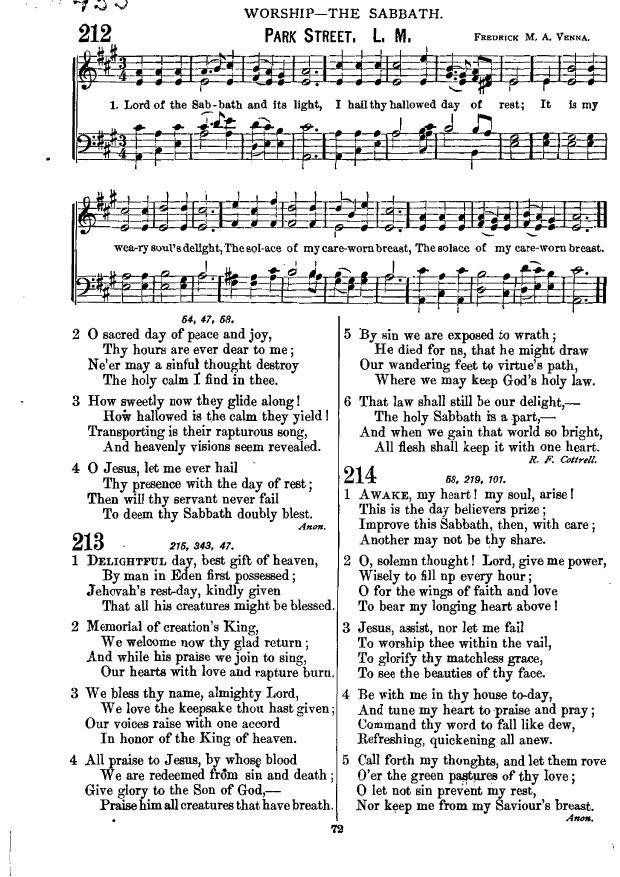 WORSHIP—THE SABBATH.
212
PARK STREET. L. M.
FREDRICK M. A. VENNA.
1. Lord of the Sab-bath and its light, I hail thy hallowed day of rest; It is my
wea-ry soul's delight, The sol-ace of my care-worn breast, The solace of my care-worn breast.
54, 47, 58.
2 O sacred day of peace and joy,
Thy hours are ever dear to me;
Ne'er may a sinful thought destroy
The holy calm I find in thee.
3 How sweetly now they glide along!
How hallowed is the calm they yield!
Transporting is their rapturous song,
And heavenly visions seem revealed.
4 O Jesus, let me ever hail
Thy presence with the day of rest;
Then will thy servant never fail
To deem thy Sabbath doubly blest.
Anon.
213
215, 343, 47.
1 DELIGHTFUL day, best gift of heaven,
By man in Eden first possessed;
Jehovah's rest-day, kindly given
That all his creatures might be blessed.
2 Memorial of creation's King,
We welcome now thy glad return;
And while his praise we join to sing,
Our hearts with love and rapture burn.
3 We bless thy name, almighty Lord,
We love the keepsake thou hast given;
Our voices raise with one accord
In honor of the King of heaven.
4 All praise to Jesus, by whose blood
We are redeemed from sin and death;
Give glory to the Son of God,—
Praise him all creatures that have breath.
5 By sin we are exposed to wrath;
He died for us, that he might draw
Our wandering feet to virtue's path,
Where we may keep God's holy law.
6 That law shall still be our delight,—
The holy Sabbath is a part,—
And when we gain that world so bright,
All flesh shall keep it with one heart.
R. F. Cottrell.
214
58, 219, 101.
1 AWAKE, my heart! my soul, arise!
This is the day believers prize;
Improve this Sabbath, then, with care;
Another may not be thy share.
2 O, solemn thought! Lord, give me power,
Wisely to fill up every hour;
O for the wings of faith and love
To bear my longing heart above!
3 Jesus, assist, nor let me fail
To worship thee within the vail,
To glorify thy matchless grace,
To see the beauties of thy face.
4 Be with me in thy house to-day,
And tune my heart to praise and pray;
Command thy word to fall like dew,
Refreshing, quickening all anew.
5 Call forth my thoughts, and let them rove
O'er the green pastures of thy love;
O let not sin prevent my rest,
Nor keep me from my Saviour's breast.
Anon.
72